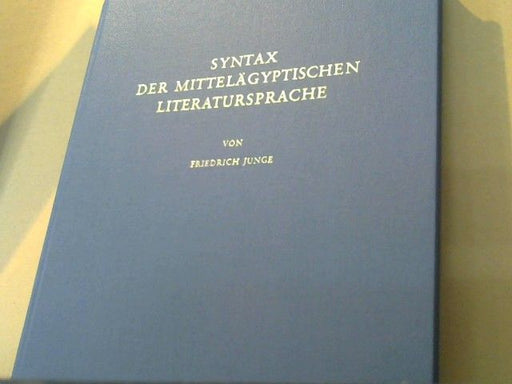 SYNTAX
DER MITTELÄGYPTISCHEN
LITERATURSPRACHE
VON
FRIEDRICH JUNGE